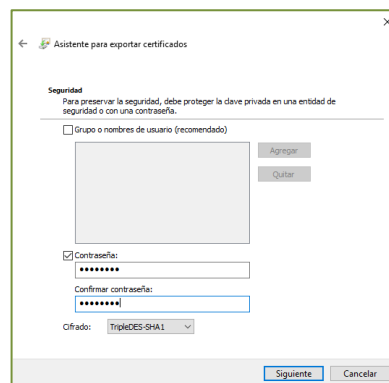 Asistente para exportar certificados
Seguridad
Para preservar la seguridad, debe proteger la clave privada en una entidad de
seguridad o con una contraseña.
Grupo o nombres de usuario (recomendado)
Agregar
Quitar
Contraseña:
••••••••
Confirmar contraseña:
••••••••
Cifrado: TripleDES-SHA1
Siguiente Cancelar